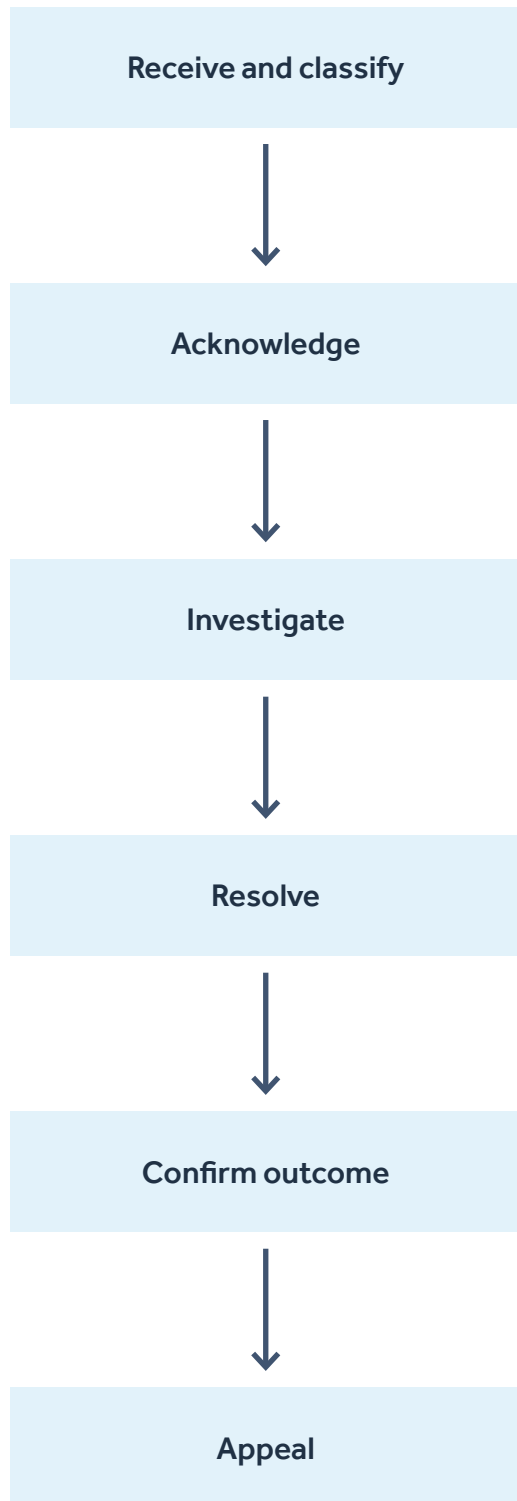 Receive and classify
Acknowledge
Investigate
Resolve
Confirm outcome
Appeal